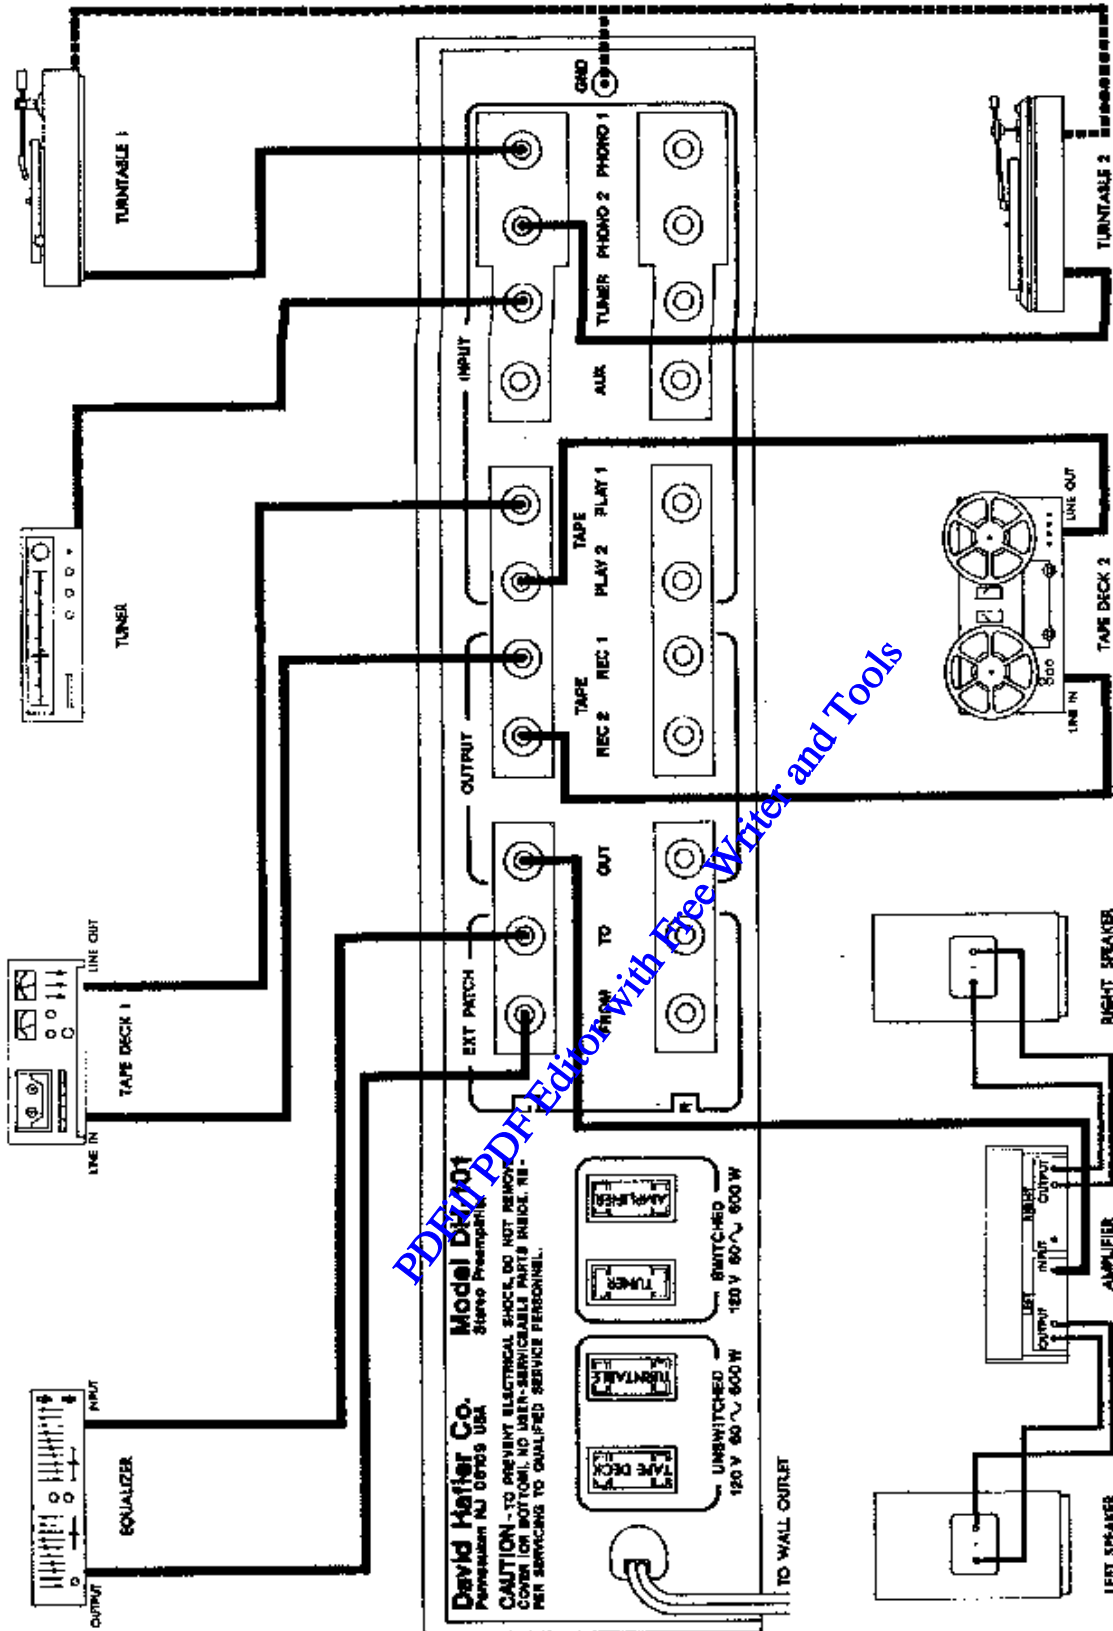 TURNTABLE 1
TUNER
LINE OUT
TAPE DECK 1
LINE IN
INPUT
EQUALIZER
OUTPUT
GND
INPUT
OUTPUT
EXT PATCH
PHONO 1
PHONO 2
TUNER
AUX
TAPE
PLAY 1
PLAY 2
TAPE
REC 1
REC 2
OUT
TO
FROM
L
R
David Hafler Co.
Pennsauken NJ 08109 USA
Model DH-101
Stereo Preamplifier
CAUTION - TO PREVENT ELECTRICAL SHOCK, DO NOT REMOVE
COVER (OR BOTTOM). NO USER-SERVICEABLE PARTS INSIDE. RE-
FER SERVICING TO QUALIFIED SERVICE PERSONNEL.
TAPE DECK
TURNTABLE
TUNER
AMPLIFIER
UNSWITCHED
120 V 60 ∿ 600 W
SWITCHED
120 V 60 ∿ 600 W
TO WALL OUTLET
TURNTABLE 2
LINE OUT
TAPE DECK 2
LINE IN
RIGHT SPEAKER
RIGHT
OUTPUT
INPUT
LEFT
OUTPUT
AMPLIFIER
LEFT SPEAKER
PDFill PDF Editor with Free Writer and Tools